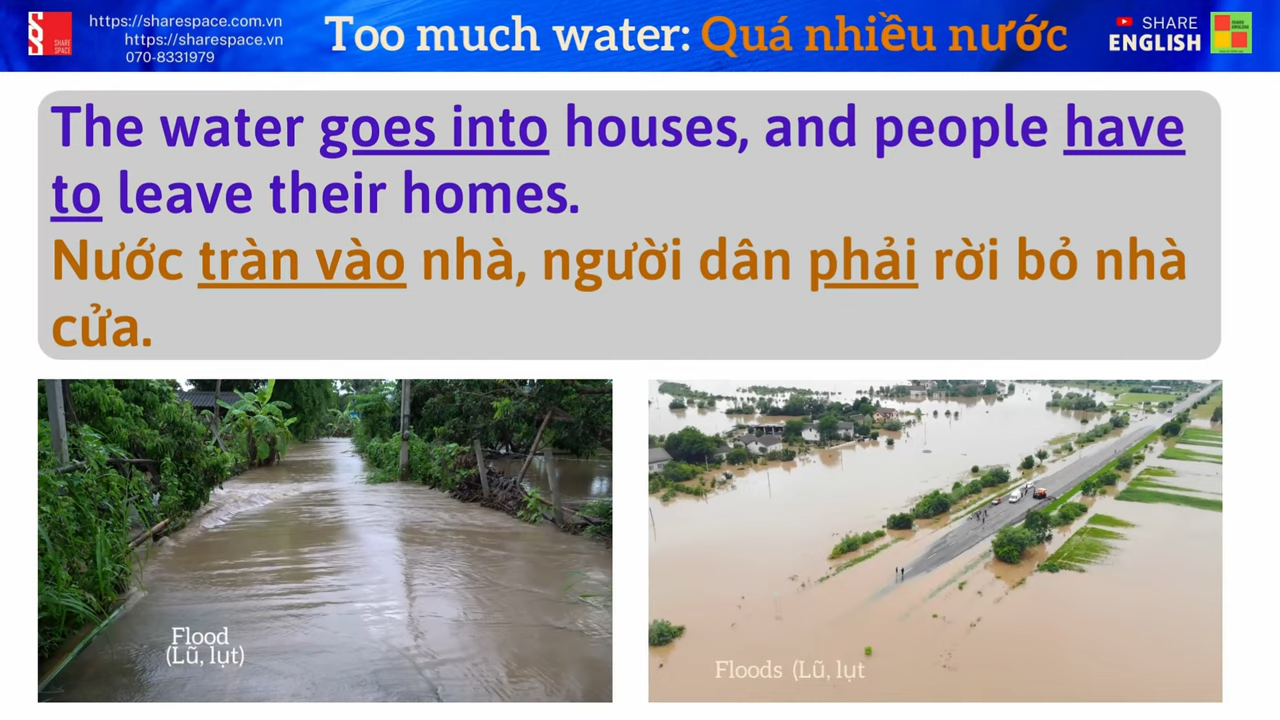 https://sharespace.com.vn
https://sharespace.vn
070-8331979
SHARE
SPACE
Too much water: Quá nhiều nước
SHARE
ENGLISH
The water goes into houses, and people have
to leave their homes.
Nước tràn vào nhà, người dân phải rời bỏ nhà
cửa.
Flood
(Lũ, lụt)
Floods (Lũ, lụt